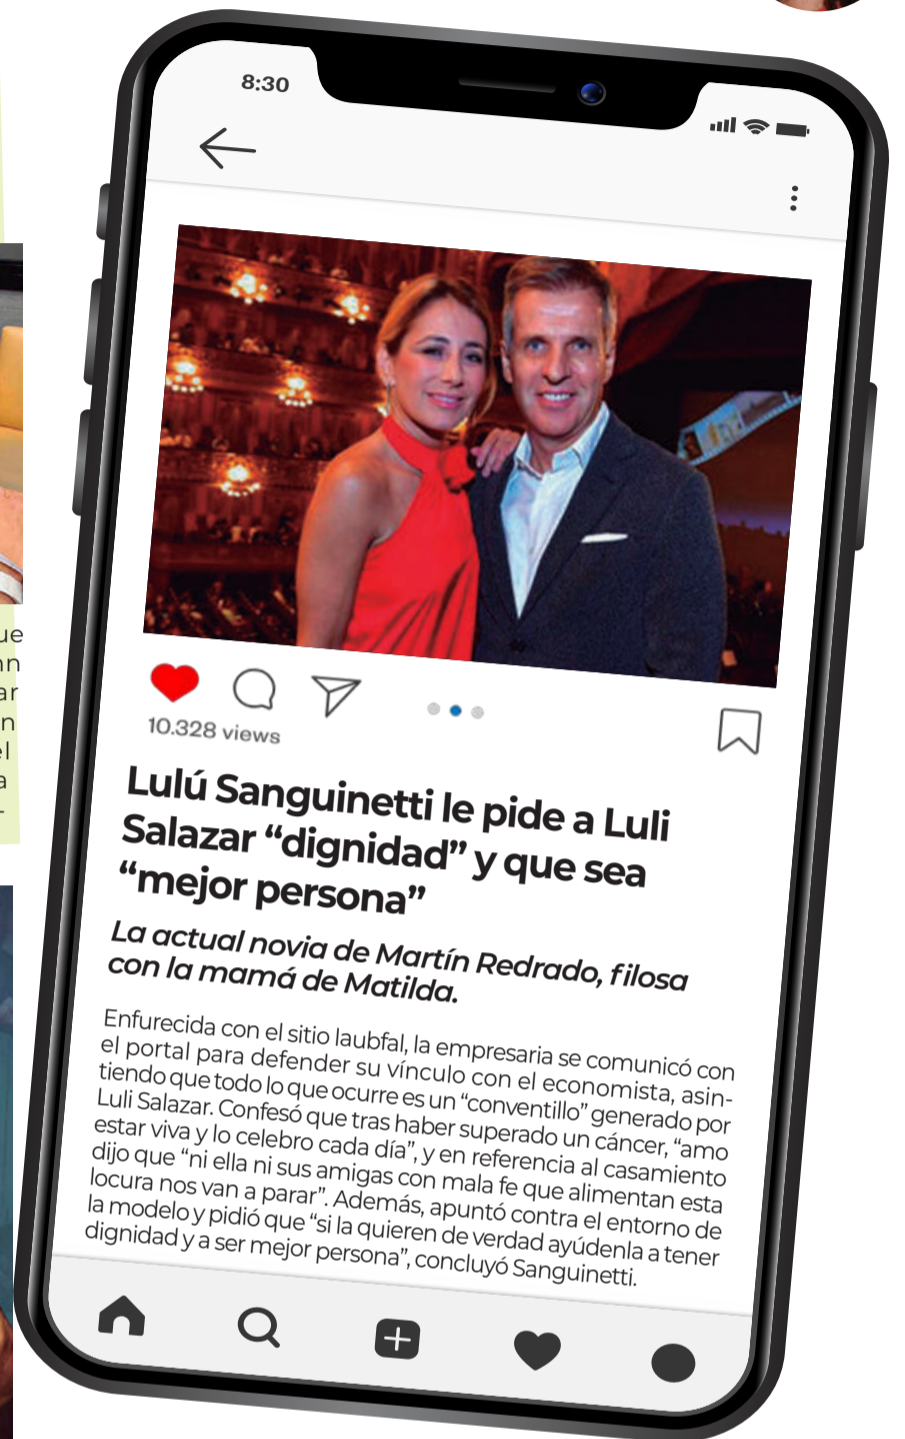 8:30
10.328 views
Lulú Sanguinetti le pide a Luli
Salazar “dignidad” y que sea
“mejor persona”
La actual novia de Martín Redrado, filosa
con la mamá de Matilda.
Enfurecida con el sitio laubfal, la empresaria se comunicó con
el portal para defender su vínculo con el economista, asin-
tiendo que todo lo que ocurre es un “conventillo” generado por
Luli Salazar. Confesó que tras haber superado un cáncer, “amo
estar viva y lo celebro cada día”, y en referencia al casamiento
dijo que “ni ella ni sus amigas con mala fe que alimentan esta
locura nos van a parar”. Además, apuntó contra el entorno de
la modelo y pidió que “si la quieren de verdad ayúdenla a tener
dignidad y a ser mejor persona”, concluyó Sanguinetti.